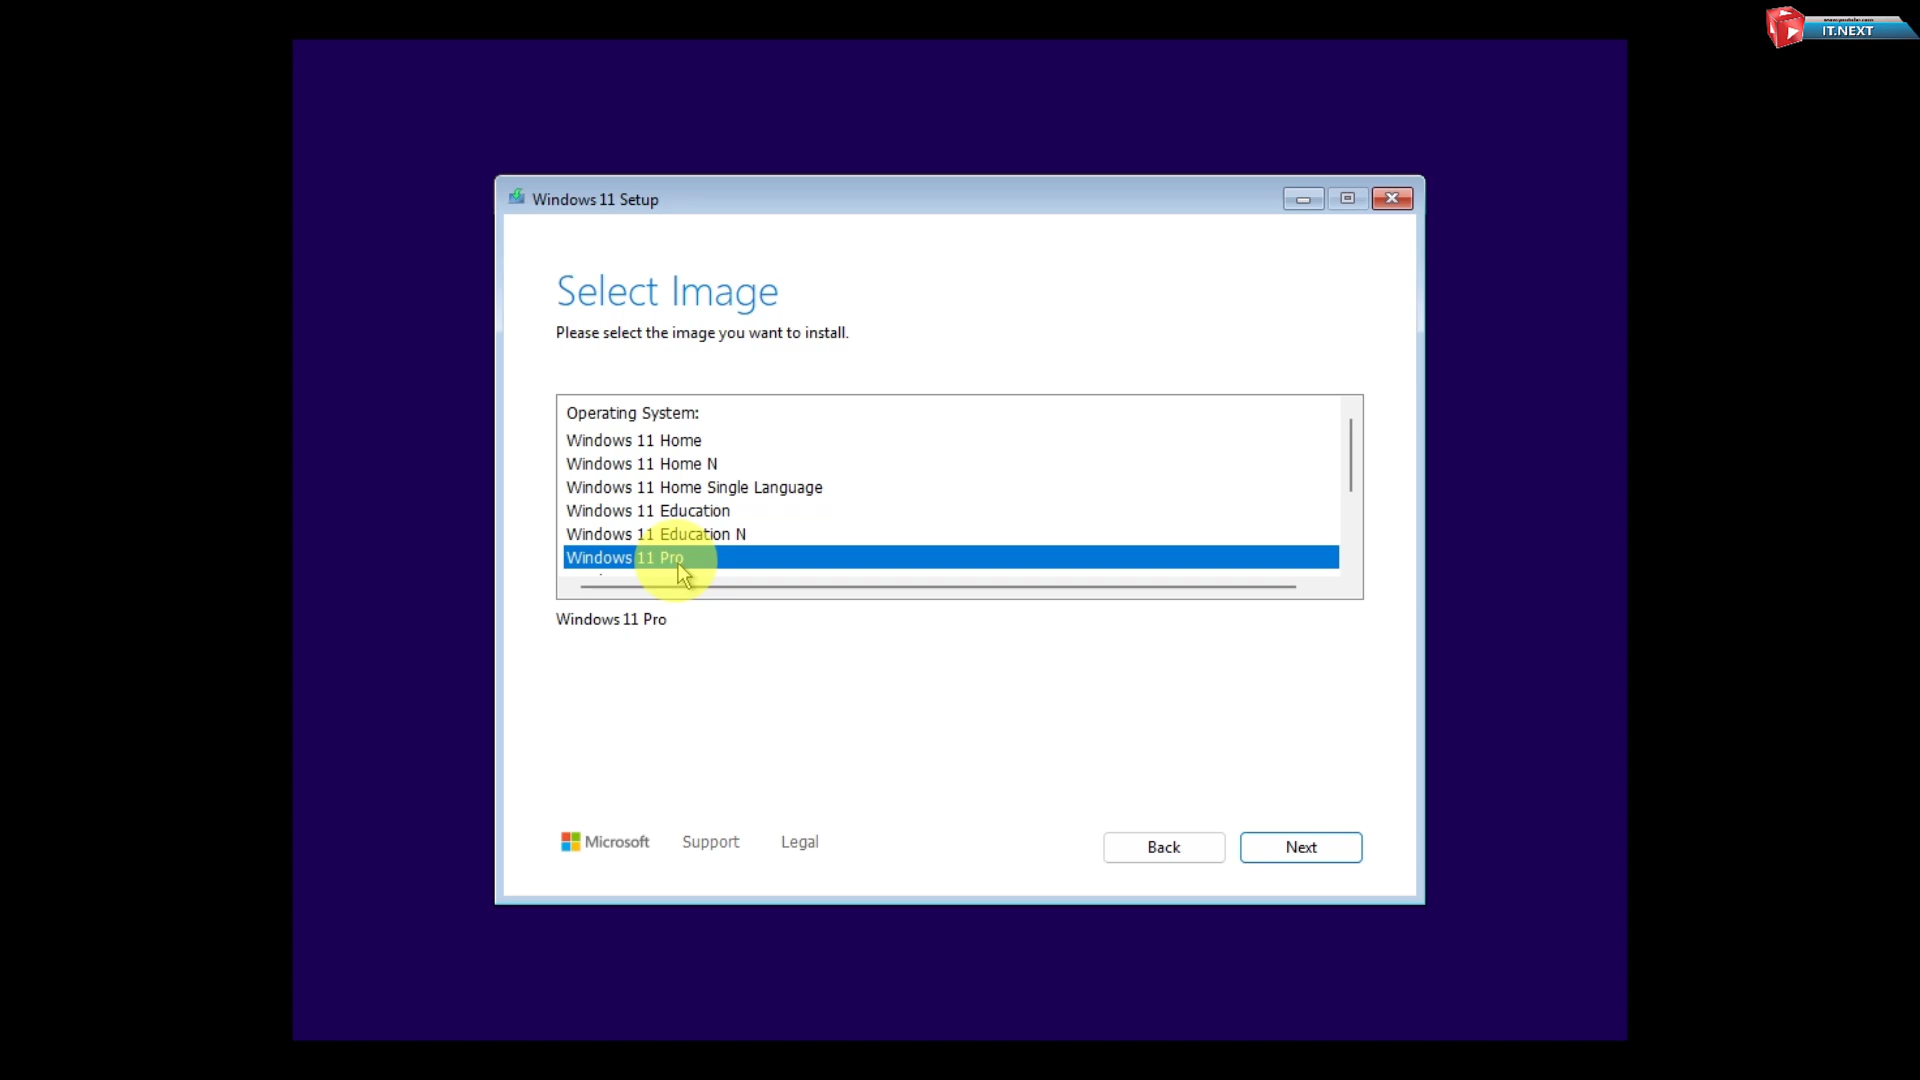 IT.NEXT
Windows 11 Setup
Select Image
Please select the image you want to install.
Operating System:
Windows 11 Home
Windows 11 Home N
Windows 11 Home Single Language
Windows 11 Education
Windows 11 Education N
Windows 11 Pro
Windows 11 Pro
Microsoft Support Legal
Back Next